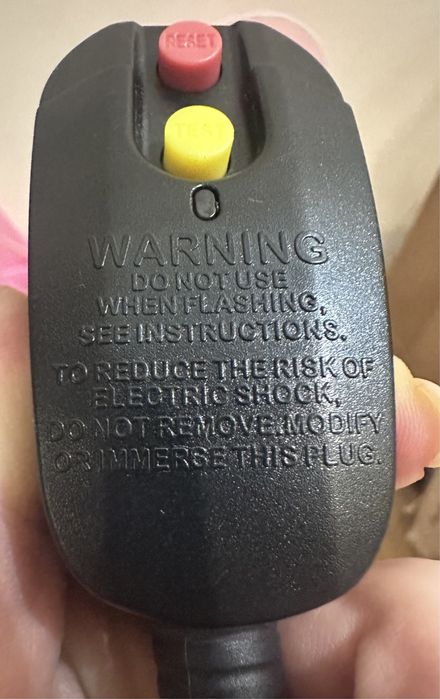 RESET
TEST
WARNING
DO NOT USE
WHEN FLASHING,
SEE INSTRUCTIONS.
TO REDUCE THE RISK OF
ELECTRIC SHOCK,
DO NOT REMOVE.MODIFY
OR IMMERSE THIS PLUG.